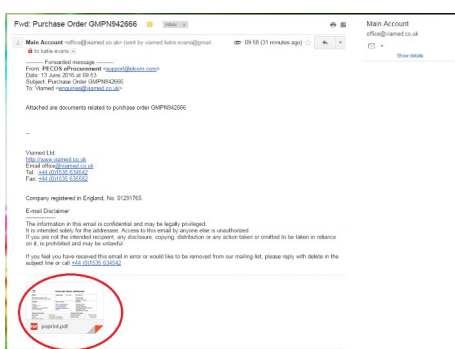 Fwd: Purchase Order GMPN942666
Inbox x
Main Account <office@viamed.co.uk> (sent by viamed.katie.evans@gmail
09:58 (31 minutes ago)
to katie.evans
---------- Forwarded message ----------
From: PECOS eProcurement <support@elcom.com>
Date: 13 June 2016 at 09:53
Subject: Purchase Order GMPN942666
To: Viamed <enquiries@viamed.co.uk>
Attached are documents related to purchase order GMPN942666
--
Viamed Ltd
http://www.viamed.co.uk
Email office@viamed.co.uk
Tel: +44 (0)1535 634542
Fax: +44 (0)1535 635582
Company registered in England, No. 01291765.
E-mail Disclaimer
The information in this email is confidential and may be legally privileged.
It is intended solely for the addressee. Access to this email by anyone else is unauthorized.
If you are not the intended recipient, any disclosure, copying, distribution or any action taken or omitted to be taken in reliance
on it, is prohibited and may be unlawful.
If you feel you have received this email in error or would like to be removed from our mailing list, please reply with delete in the
subject line or call +44 (0)1535 634542
poprint.pdf
Main Account
office@viamed.co.uk
Show details